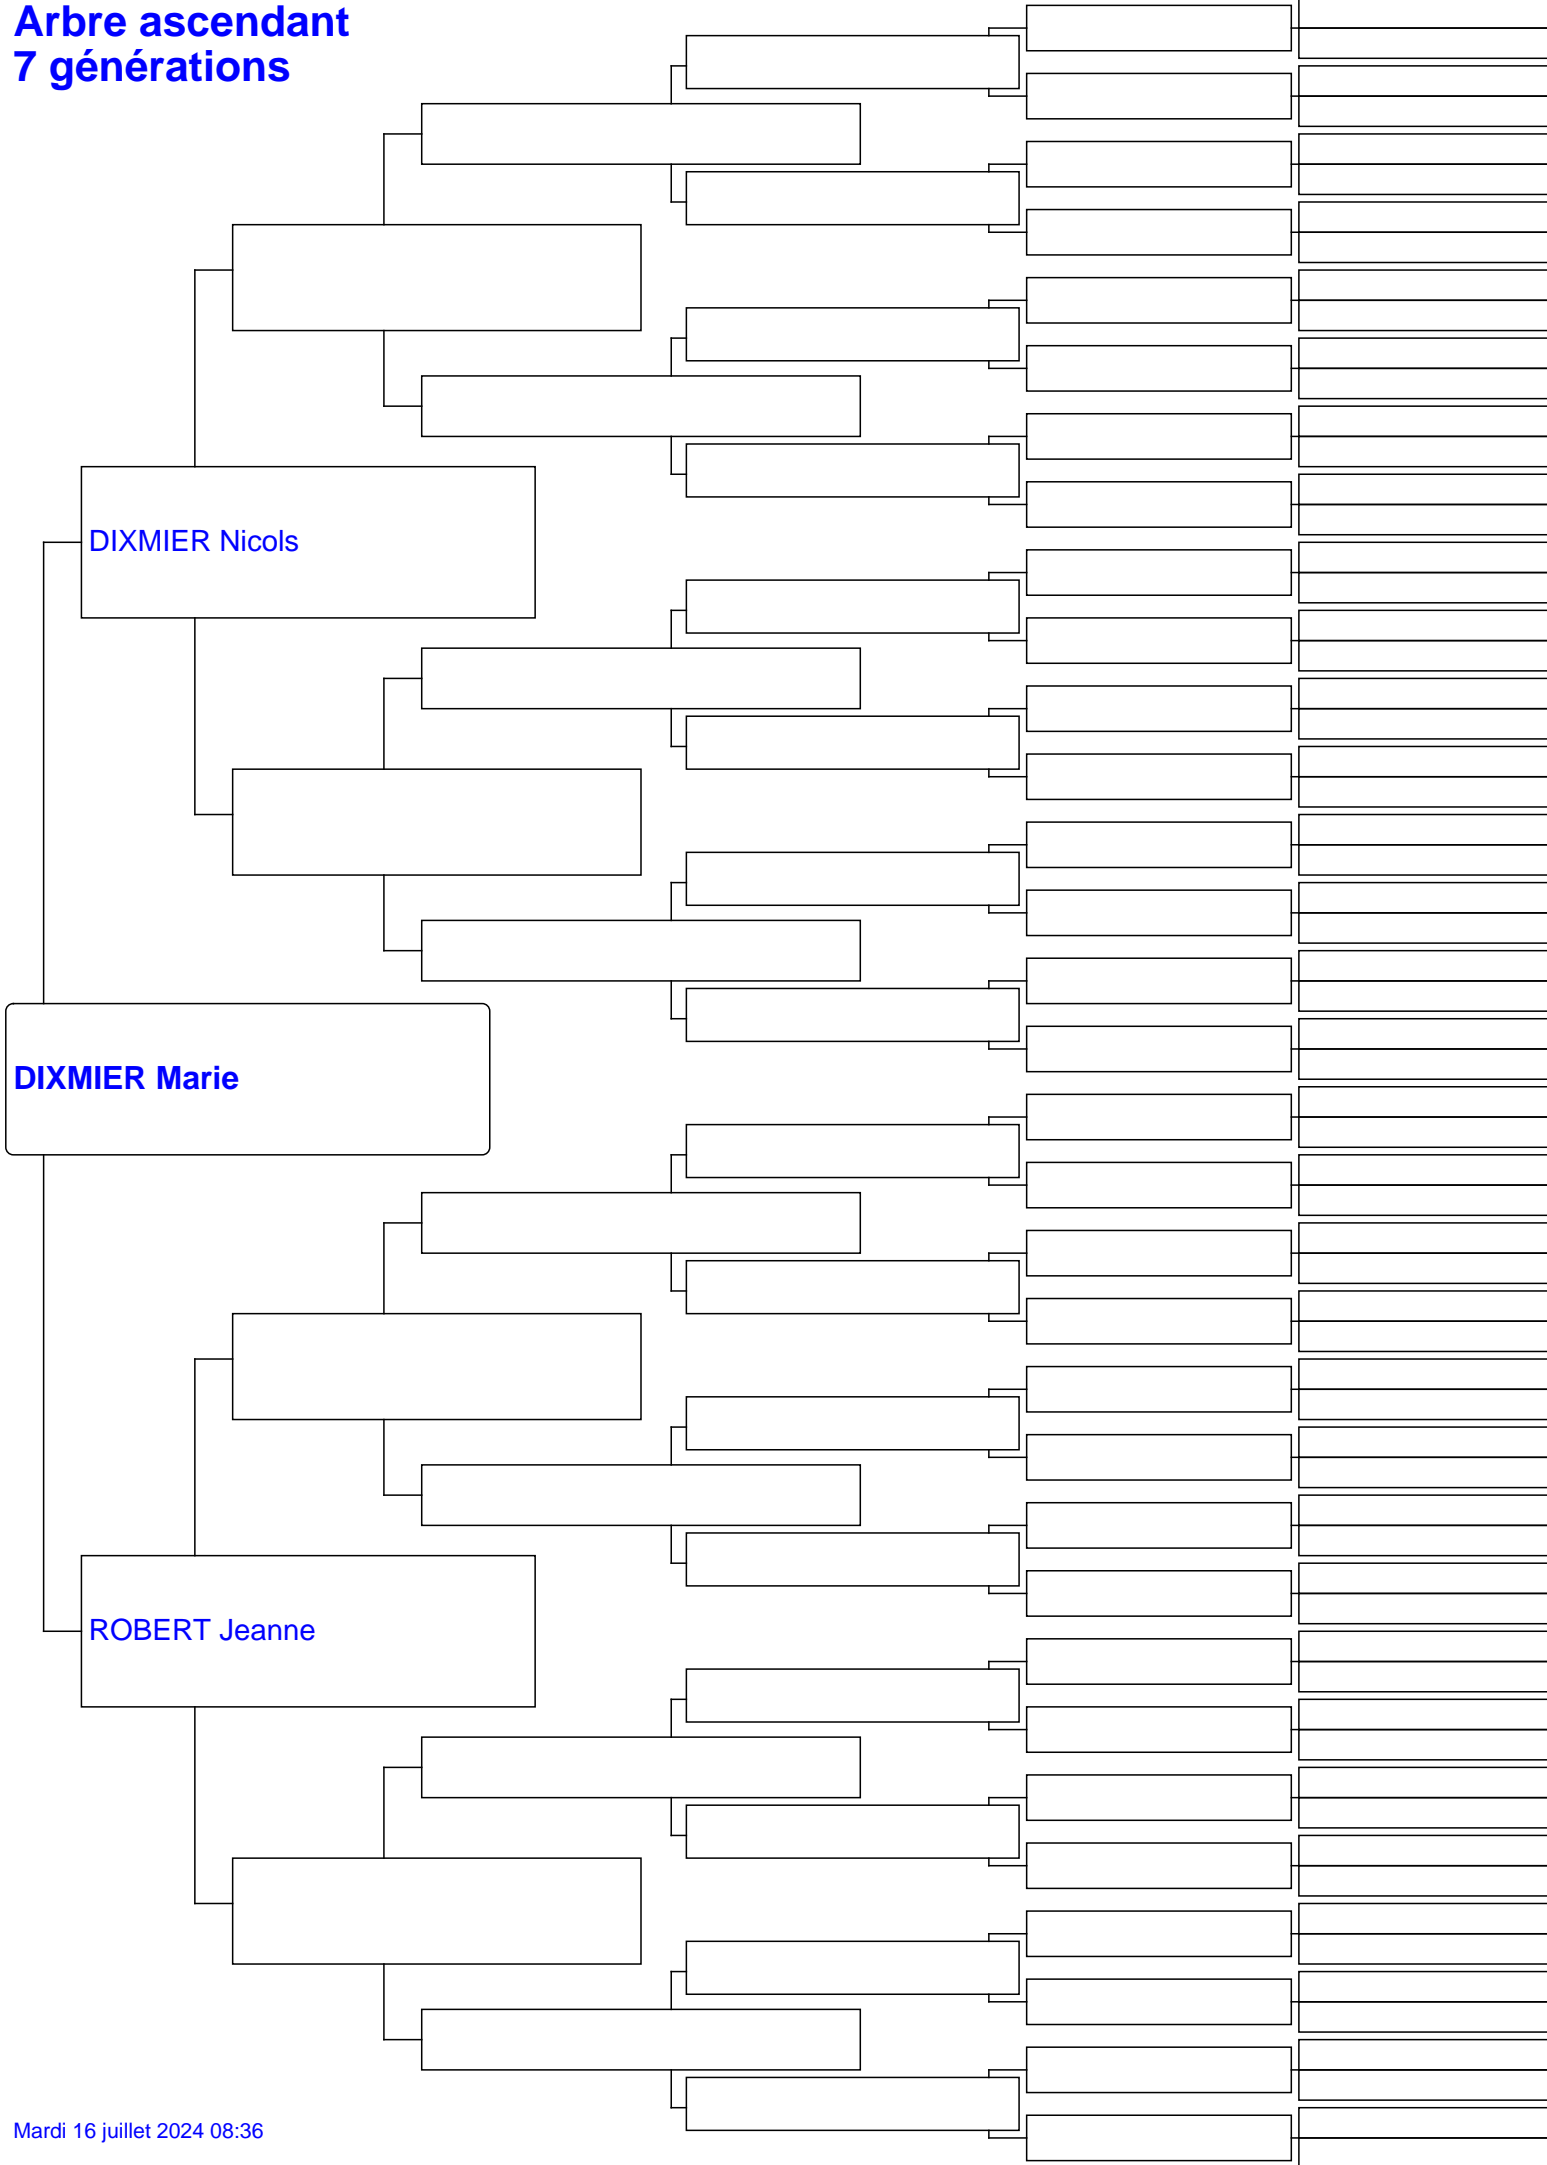 Arbre ascendant
7 générations
DIXMIER Nicols
DIXMIER Marie
ROBERT Jeanne
Mardi 16 juillet 2024 08:36